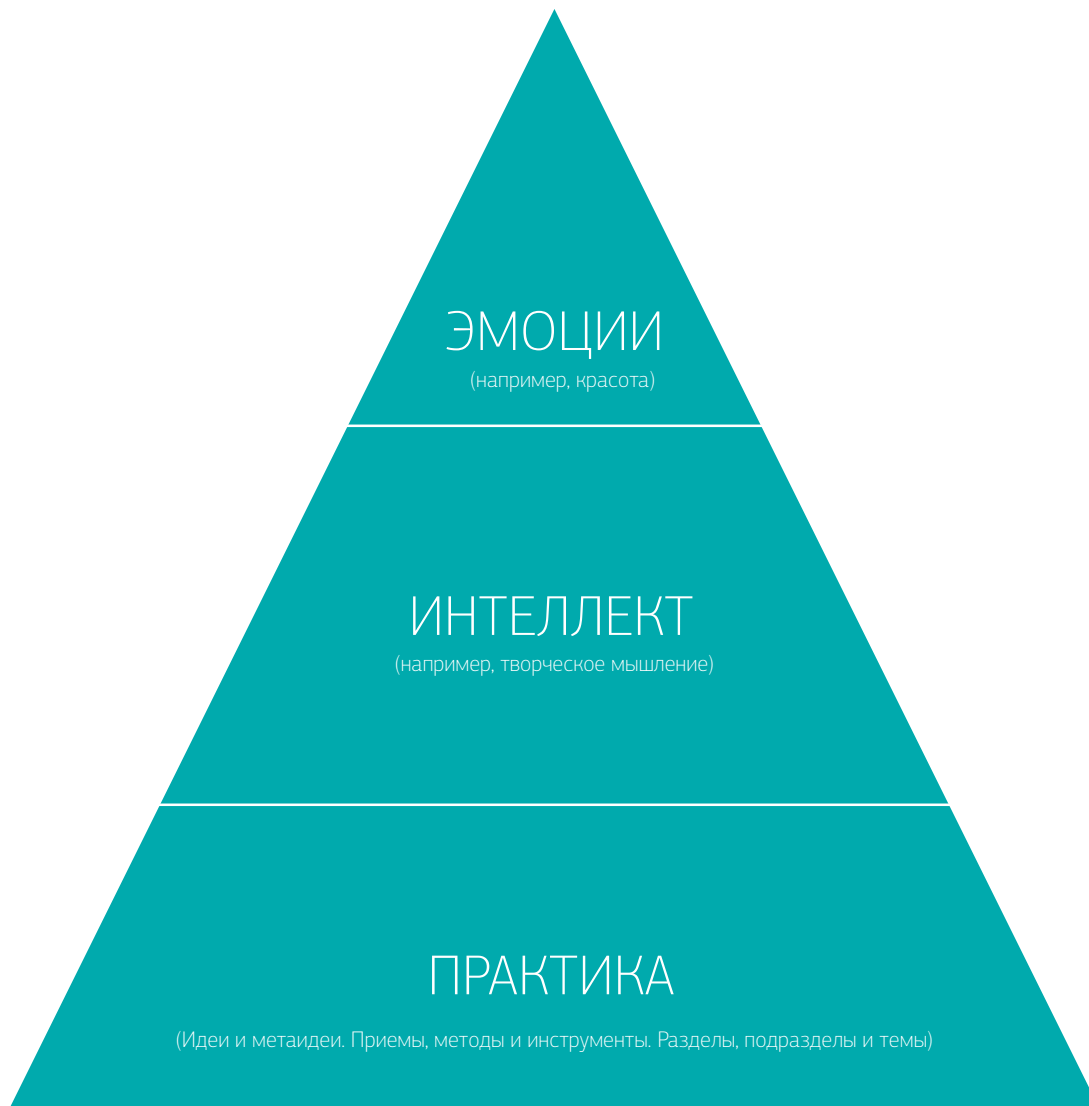 ЭМОЦИИ
(например, красота)
ИНТЕЛЛЕКТ
(например, творческое мышление)
ПРАКТИКА
(Идеи и метаидеи. Приемы, методы и инструменты. Разделы, подразделы и темы)